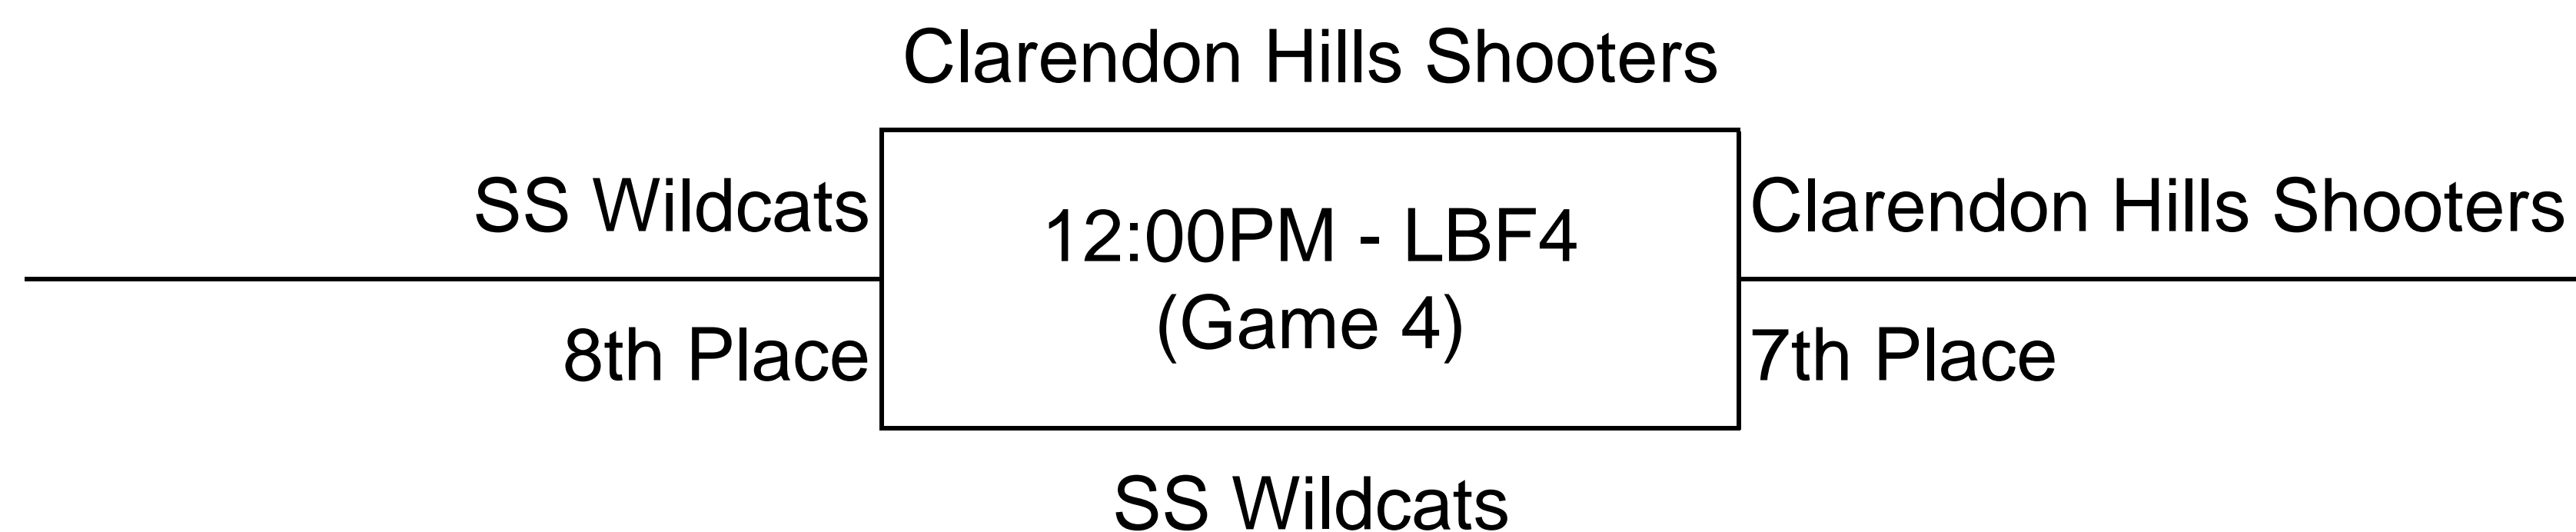 Clarendon Hills Shooters
SS Wildcats
12:00PM - LBF4
(Game 4)
Clarendon Hills Shooters
8th Place
7th Place
SS Wildcats